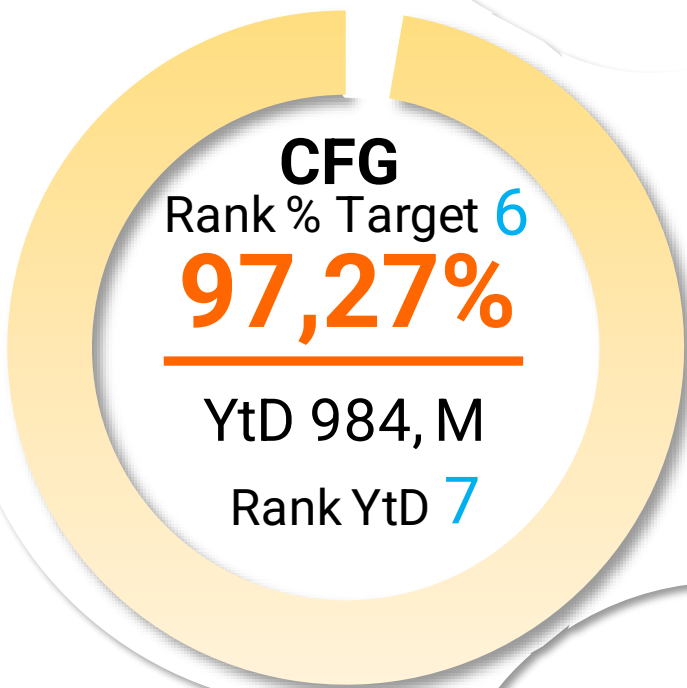 CFG
Rank % Target 6
97,27%
YtD 984, M
Rank YtD 7